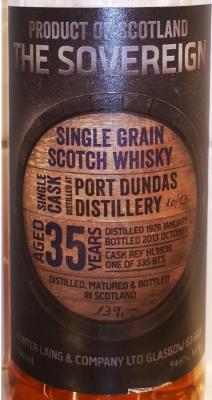 PRODUCT OF SCOTLAND
THE SOVEREIGN
SINGLE GRAIN
SCOTCH WHISKY
SINGLE
CASK
DISTILLED AT
PORT DUNDAS
DISTILLERY
AGED
35
YEARS
DISTILLED 1978 JANUARY
BOTTLED 2013 OCTOBER
CASK REF HL9936
ONE OF 335 BTS
DISTILLED, MATURED & BOTTLED
IN SCOTLAND
139,-
HUNTER LAING & COMPANY LTD GLASGOW G3